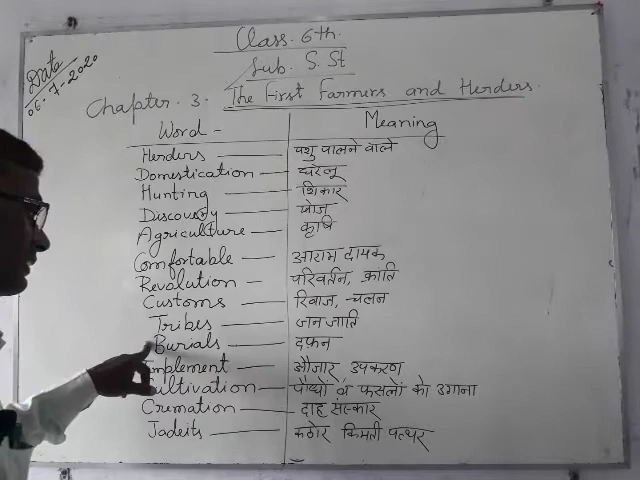 Date
06-7-2020
Class. 6th.
Sub. S. St
Chapter. 3. The First Farmers and Herders.
Word - Meaning
Herders — पशु पालने वाले
Domestication — घरेलू
Hunting — शिकार
Discovery — खोज
Agriculture — कृषि
Comfortable — आराम दायक
Revolution — परिवर्तन, क्रांति
Customs — रिवाज, चलन
Tribes — जन जाति
Burials — दफ़न
Implement — औजार उपकरण
Cultivation — पौधों व फसलों को उगाना
Cremation — दाह संस्कार
Jadeits — कठोर किमती पत्थर